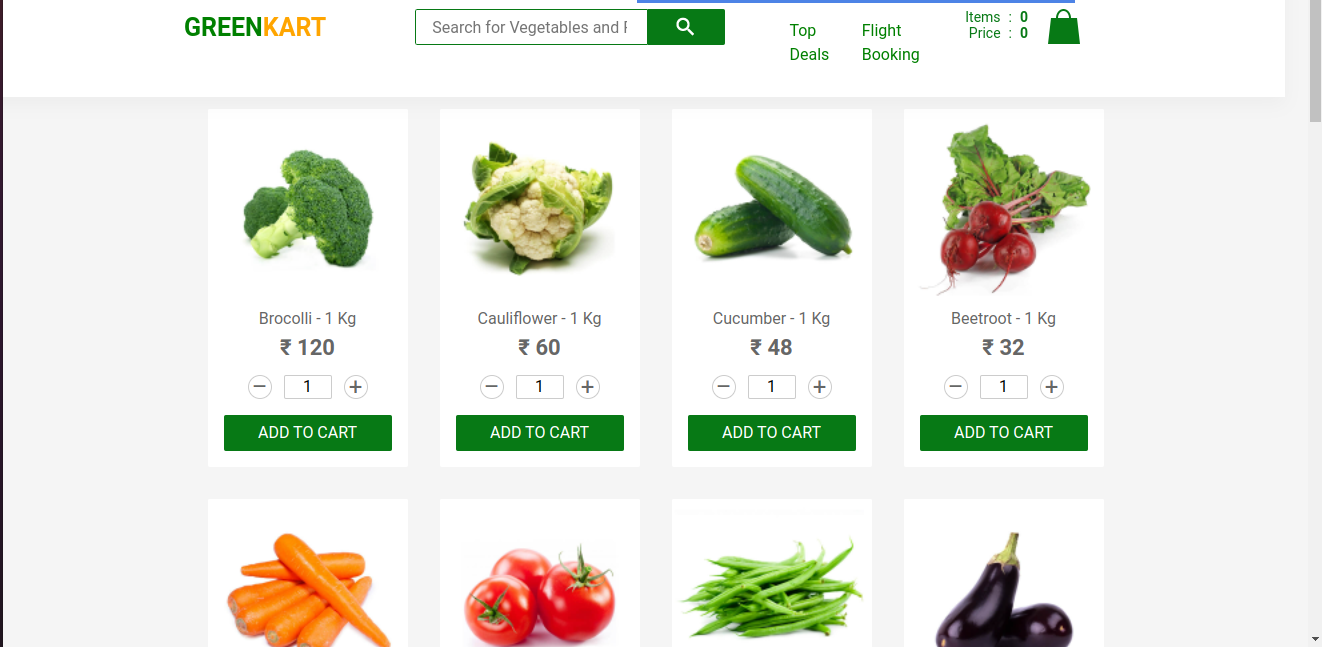 GREENKART
Search for Vegetables and F
Top
Deals
Flight
Booking
Items : 0
Price : 0
Brocolli - 1 Kg
₹ 120
− 1 +
ADD TO CART
Cauliflower - 1 Kg
₹ 60
− 1 +
ADD TO CART
Cucumber - 1 Kg
₹ 48
− 1 +
ADD TO CART
Beetroot - 1 Kg
₹ 32
− 1 +
ADD TO CART